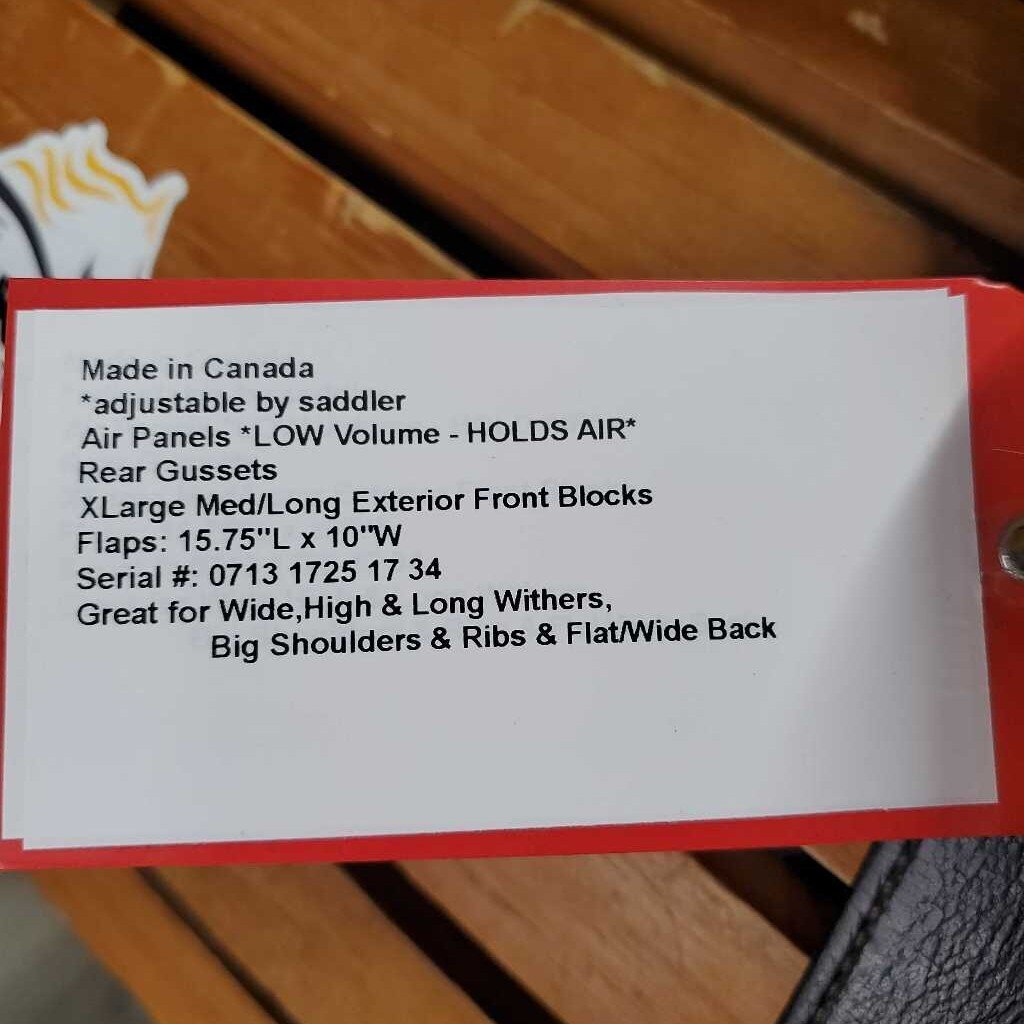 Made in Canada
*adjustable by saddler
Air Panels *LOW Volume - HOLDS AIR*
Rear Gussets
XLarge Med/Long Exterior Front Blocks
Flaps: 15.75"L x 10"W
Serial #: 0713 1725 17 34
Great for Wide,High & Long Withers,
Big Shoulders & Ribs & Flat/Wide Back